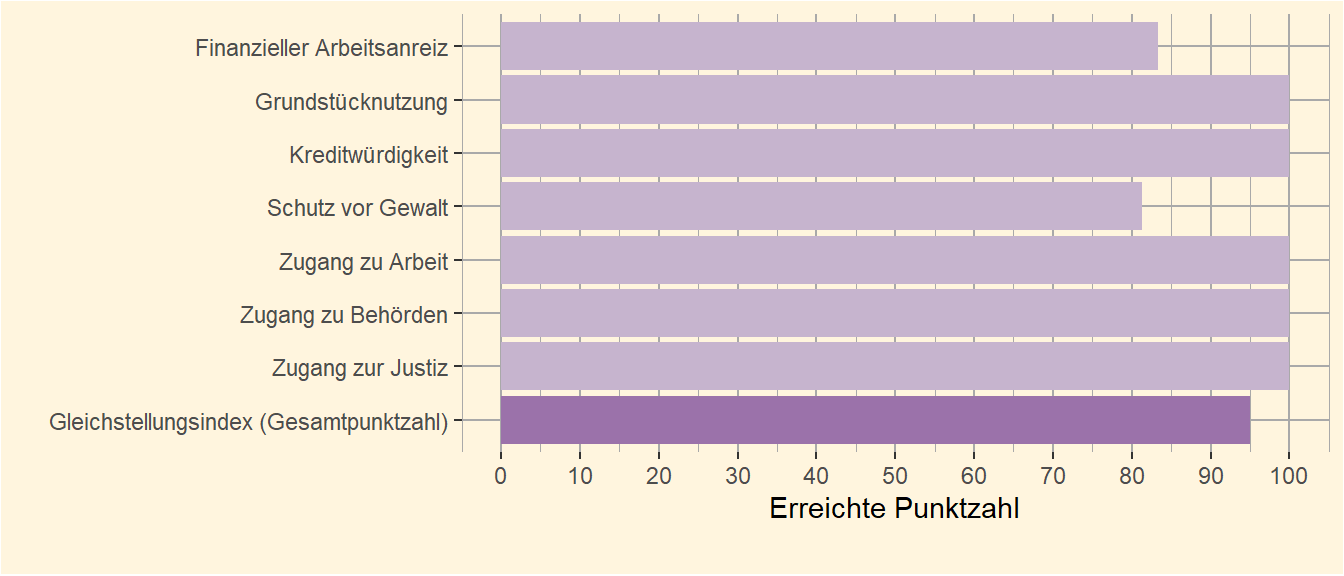 Finanzieller Arbeitsanreiz
Grundstücknutzung
Kreditwürdigkeit
Schutz vor Gewalt
Zugang zu Arbeit
Zugang zu Behörden
Zugang zur Justiz
Gleichstellungsindex (Gesamtpunktzahl)
0 10 20 30 40 50 60 70 80 90 100
Erreichte Punktzahl